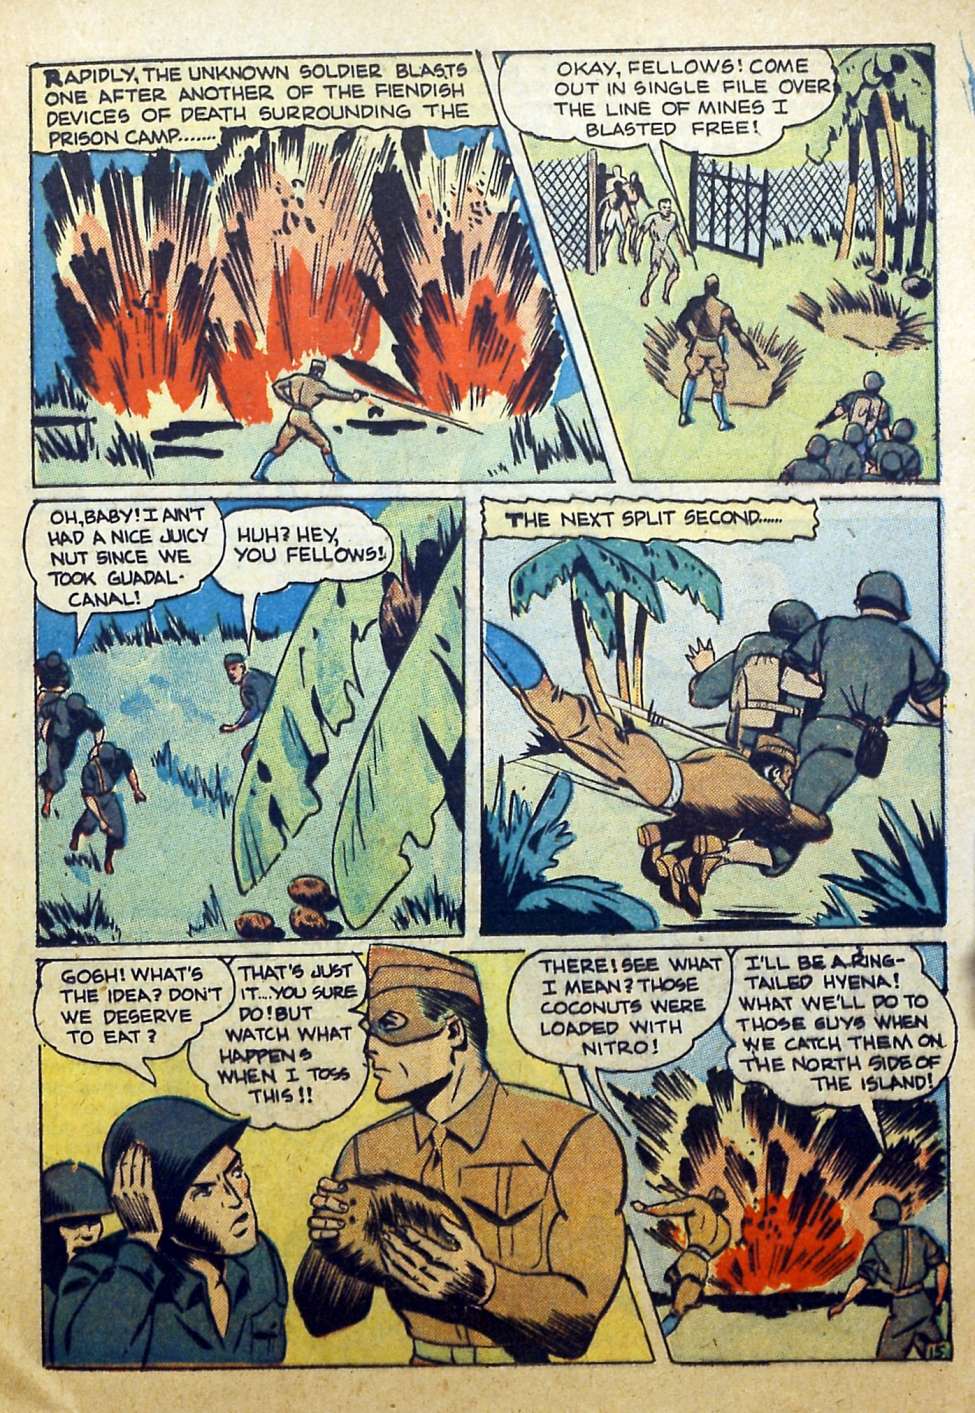 RAPIDLY, THE UNKNOWN SOLDIER BLASTS
ONE AFTER ANOTHER OF THE FIENDISH
DEVICES OF DEATH SURROUNDING THE
PRISON CAMP.......
OKAY, FELLOWS! COME
OUT IN SINGLE FILE OVER
THE LINE OF MINES I
BLASTED FREE!
OH, BABY! I AIN'T
HAD A NICE JUICY
NUT SINCE WE
TOOK GUADAL-
CANAL!
HUH? HEY,
YOU FELLOWS!
THE NEXT SPLIT SECOND......
GOSH! WHAT'S
THE IDEA? DON'T
WE DESERVE
TO EAT?
THAT'S JUST
IT....YOU SURE
DO! BUT
WATCH WHAT
HAPPENS
WHEN I TOSS
THIS!!
THERE! SEE WHAT
I MEAN? THOSE
COCONUTS WERE
LOADED WITH
NITRO!
I'LL BE A RING-
TAILED HYENA!
WHAT WE'LL DO TO
THOSE GUYS WHEN
WE CATCH THEM ON
THE NORTH SIDE OF
THE ISLAND!
15